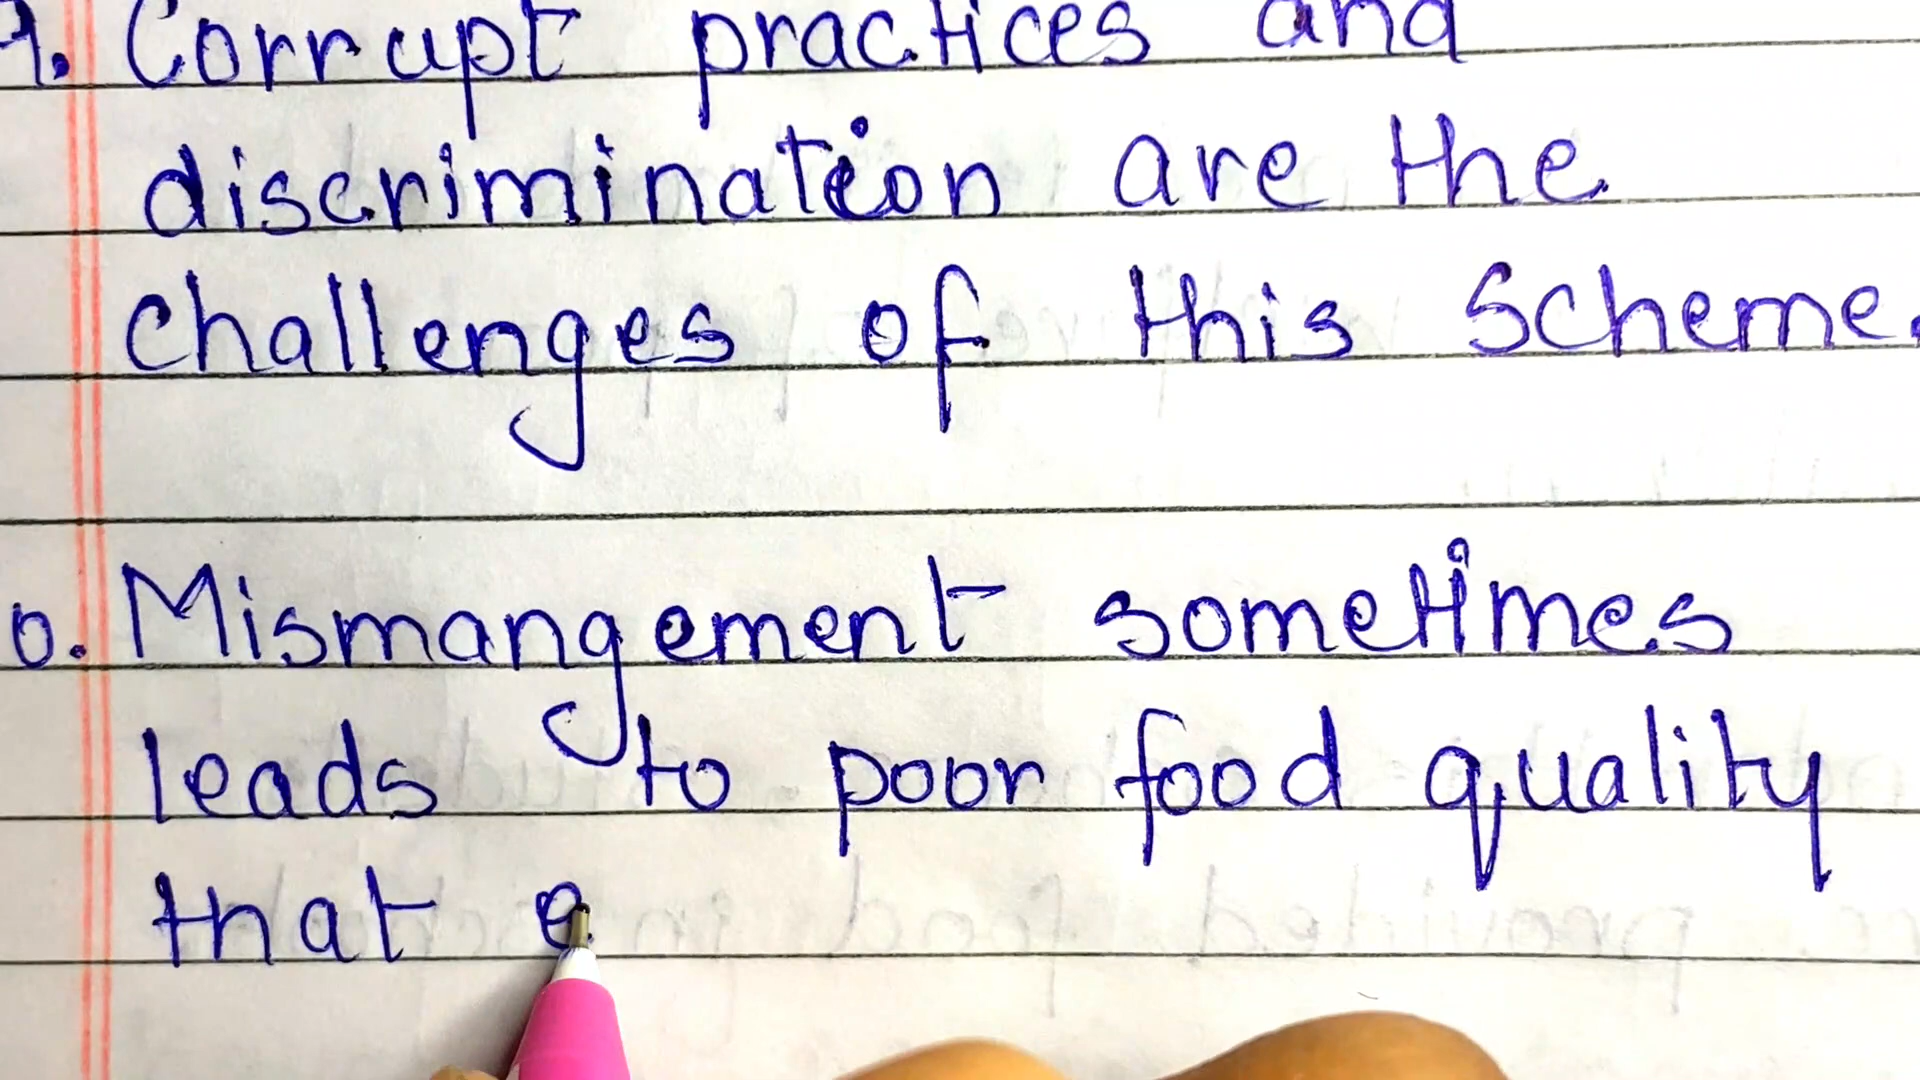 9. Corrupt practices and
discrimination are the
challenges of this Scheme.
0. Mismangement sometimes
leads to poor food quality
that